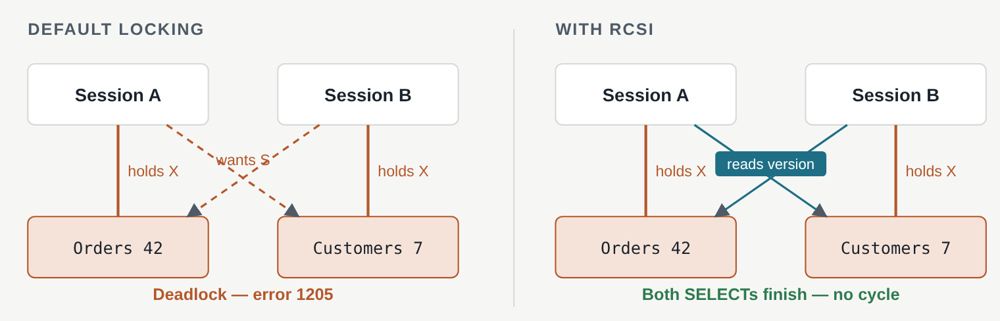 DEFAULT LOCKING
Session A
Session B
holds X
wants S
holds X
Orders 42
Customers 7
Deadlock — error 1205
WITH RCSI
Session A
Session B
holds X
reads version
holds X
Orders 42
Customers 7
Both SELECTs finish — no cycle